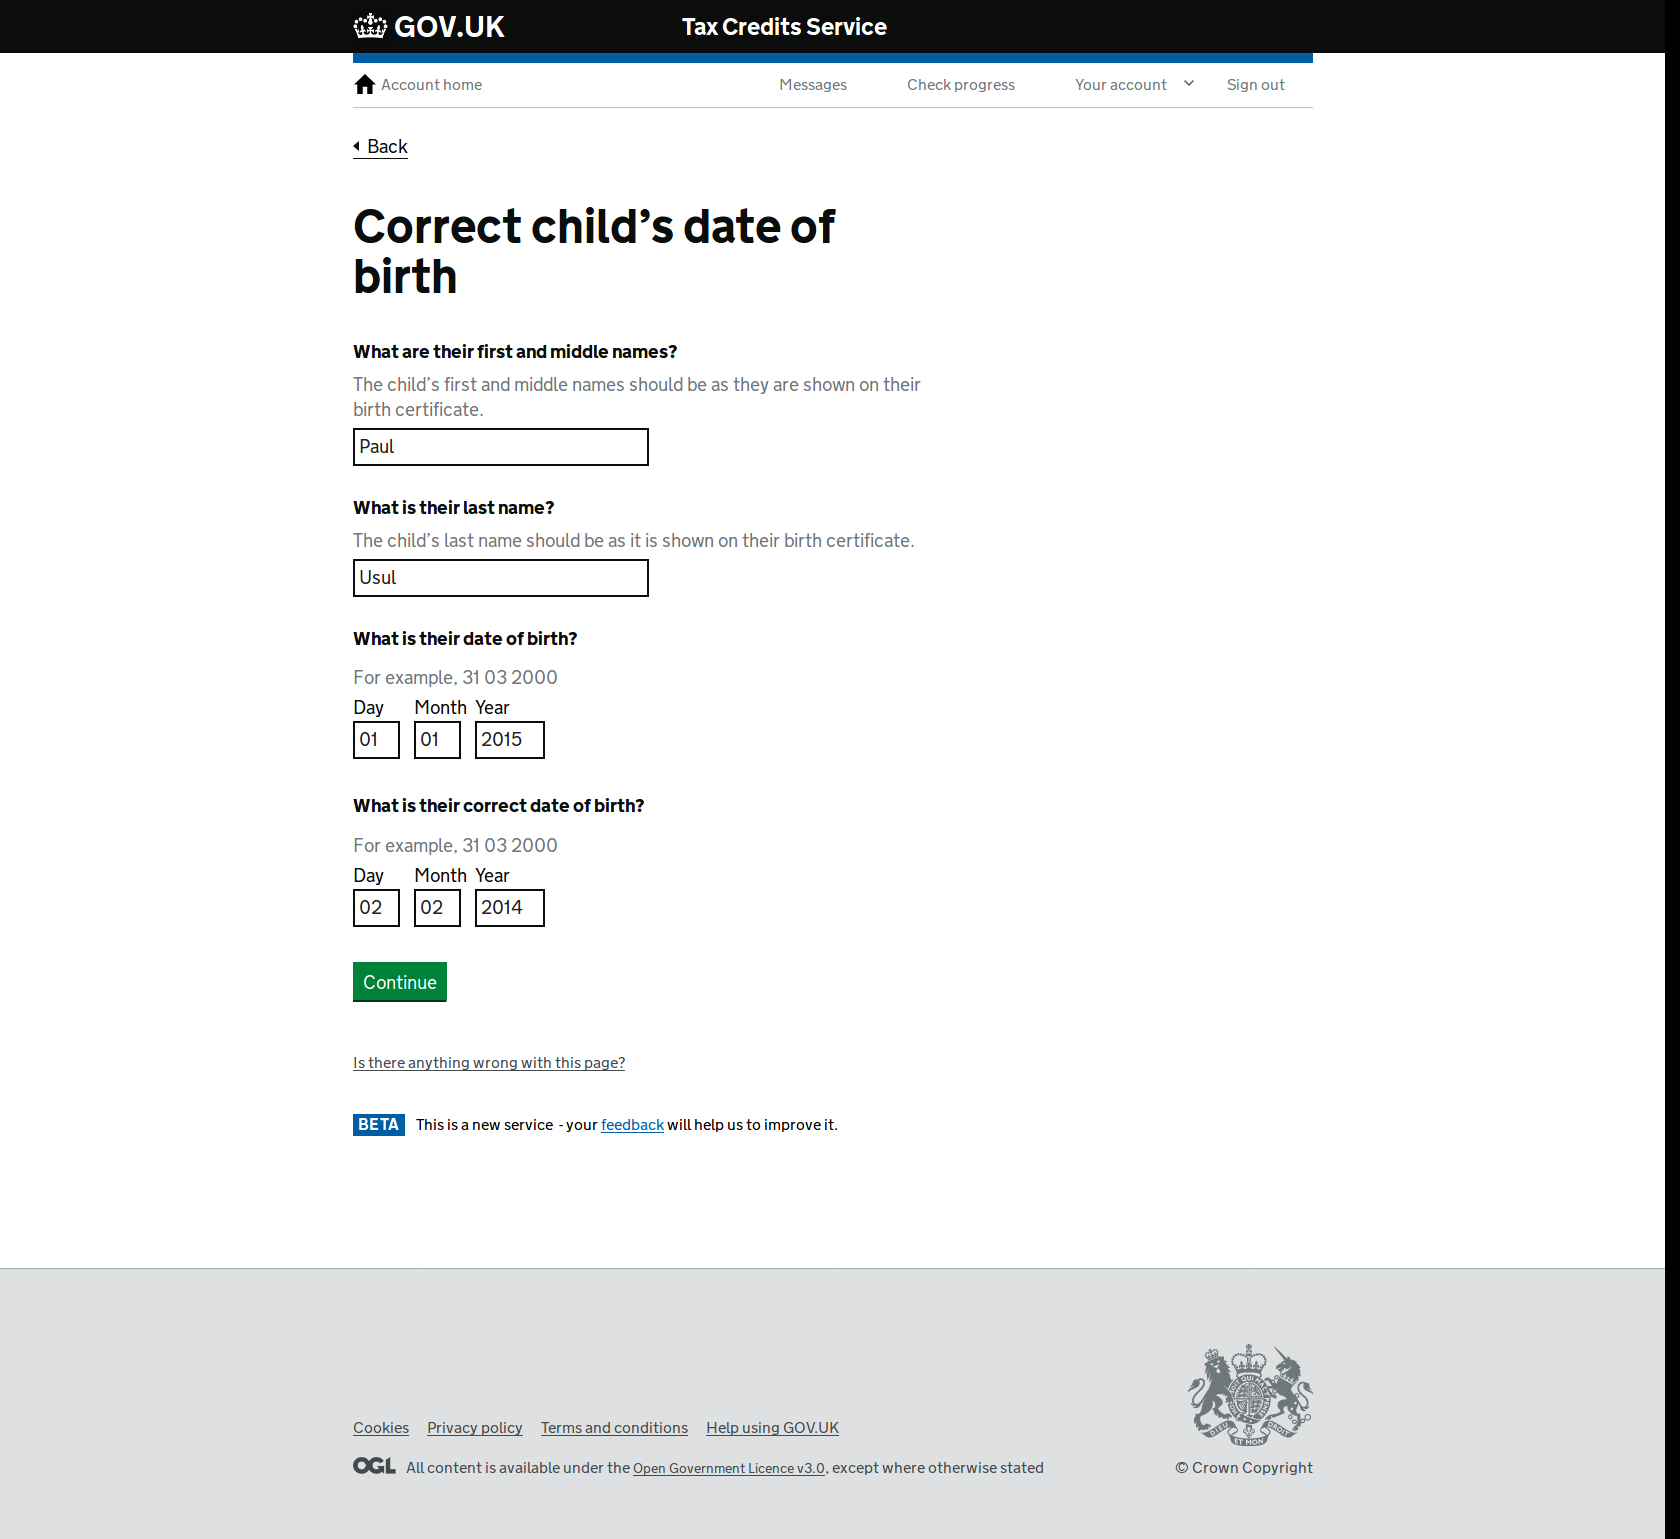 GOV.UK
Tax Credits Service
Account home
Messages
Check progress
Your account
Sign out
Back
Correct child’s date of
birth
What are their first and middle names?
The child’s first and middle names should be as they are shown on their
birth certificate.
Paul
What is their last name?
The child’s last name should be as it is shown on their birth certificate.
Usul
What is their date of birth?
For example, 31 03 2000
Day Month Year
01 01 2015
What is their correct date of birth?
For example, 31 03 2000
Day Month Year
02 02 2014
Continue
Is there anything wrong with this page?
BETA This is a new service - your feedback will help us to improve it.
Cookies Privacy policy Terms and conditions Help using GOV.UK
OGL All content is available under the Open Government Licence v3.0, except where otherwise stated
© Crown Copyright